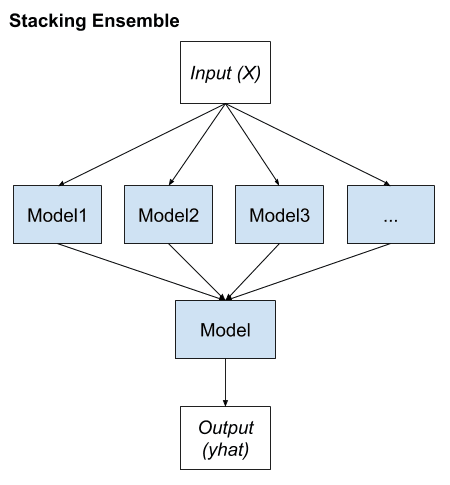 Stacking Ensemble
Input (X)
Model1
Model2
Model3
...
Model
Output
(yhat)